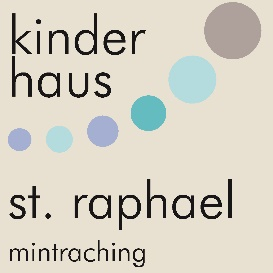 kinder
haus
st. raphael
mintraching